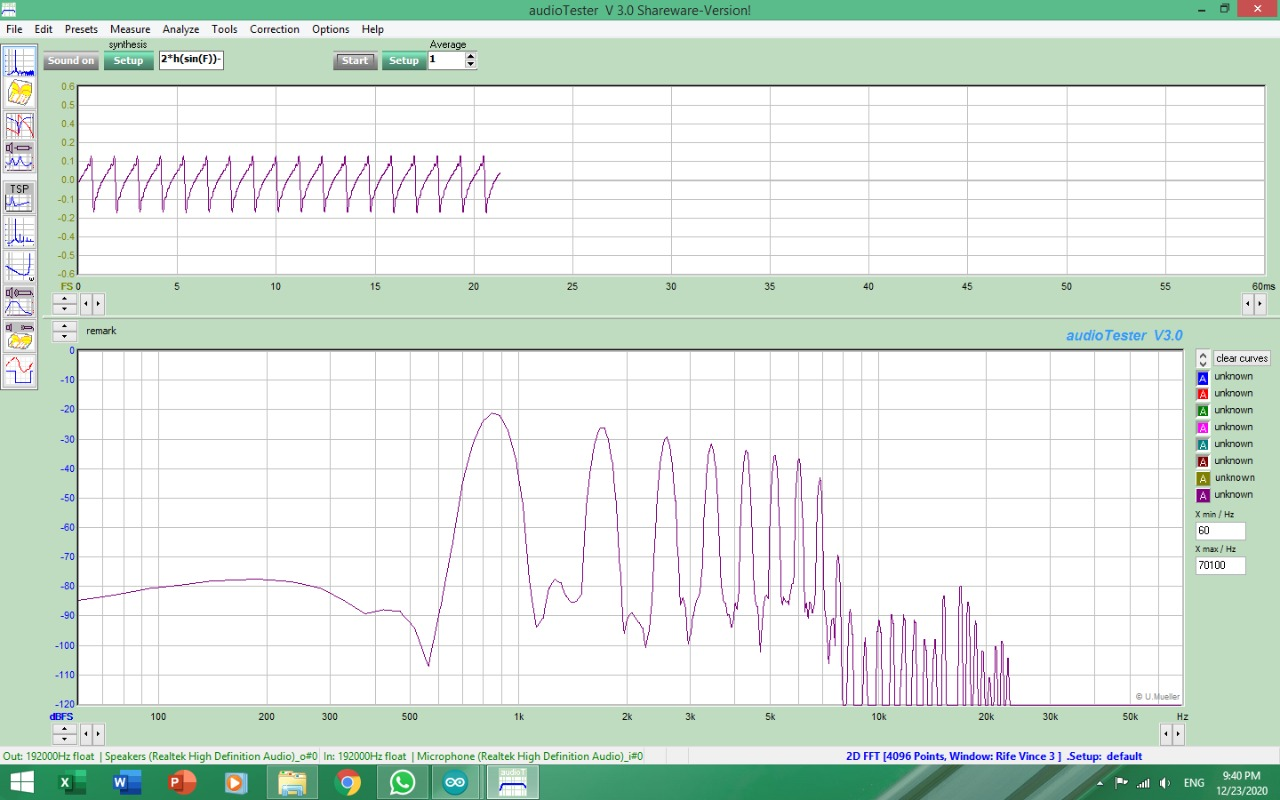 audioTester V 3.0 Shareware-Version!
File Edit Presets Measure Analyze Tools Correction Options Help
synthesis Average
Sound on Setup 2*h(sin(F))- Start Setup 1
0.6
0.5
0.4
0.2
0.1
0.0
-0.1
-0.2
-0.4
-0.5
-0.6
FS 0 5 10 15 20 25 30 35 40 45 50 55 60ms
TSP
remark audioTester V3.0
clear curves
A unknown
A unknown
A unknown
A unknown
A unknown
A unknown
A unknown
A unknown
X min / Hz
60
X max / Hz
70100
0
-10
-20
-30
-40
-50
-60
-70
-80
-90
-100
-110
-120
© U.Mueller
dBFS 100 200 300 500 1k 2k 3k 5k 10k 20k 30k 50k Hz
Out: 192000Hz float | Speakers (Realtek High Definition Audio)_o#0 In: 192000Hz float | Microphone (Realtek High Definition Audio)_i#0 2D FFT [4096 Points, Window: Rife Vince 3 ] .Setup: default
ENG 9:40 PM
12/23/2020